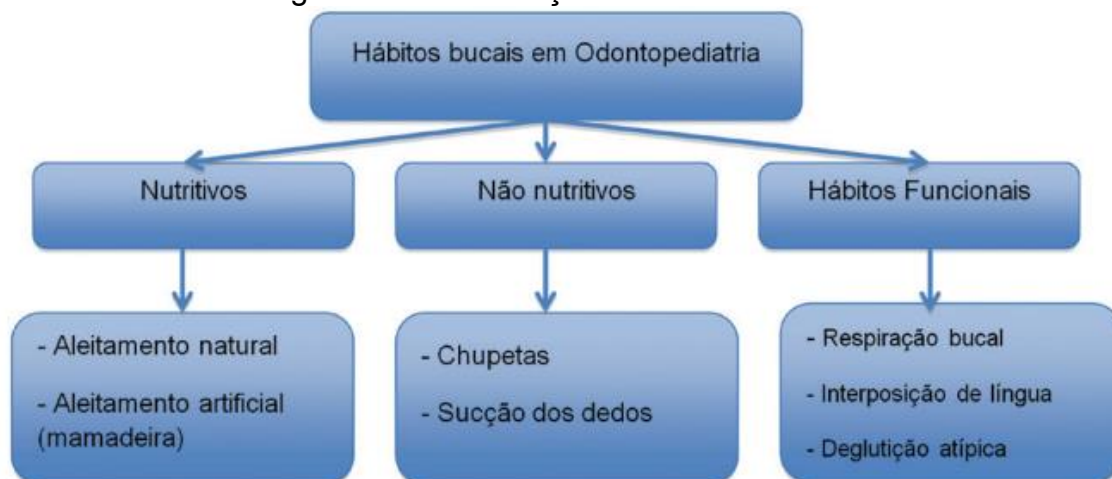 Hábitos bucais em Odontopediatria
Nutritivos
Não nutritivos
Hábitos Funcionais
- Aleitamento natural
- Aleitamento artificial
(mamadeira)
- Chupetas
- Sucção dos dedos
- Respiração bucal
- Interposição de língua
- Deglutição atípica